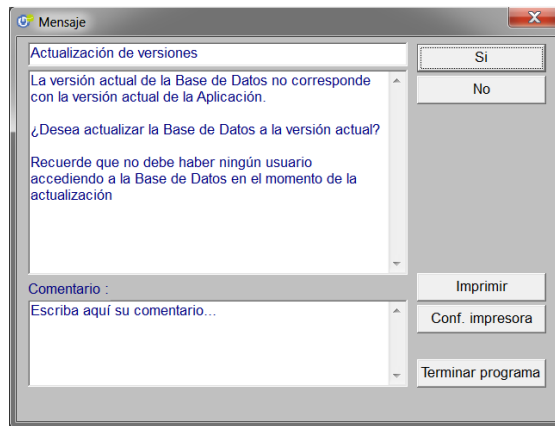 Mensaje
Actualización de versiones
Si
La versión actual de la Base de Datos no corresponde
con la versión actual de la Aplicación.
No
¿Desea actualizar la Base de Datos a la versión actual?
Recuerde que no debe haber ningún usuario
accediendo a la Base de Datos en el momento de la
actualización
Comentario :
Imprimir
Escriba aquí su comentario...
Conf. impresora
Terminar programa